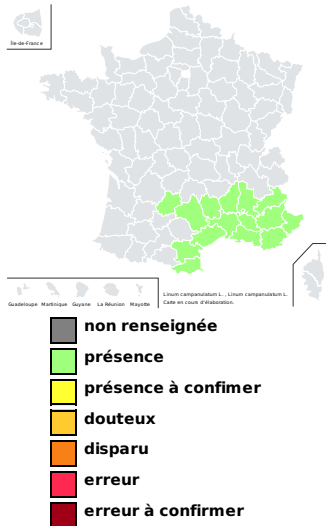 Île-de-France
Guadeloupe Martinique Guyane La Réunion Mayotte
Linum campanulatum L. , Linum campanulatum L.
Carte en cours d'élaboration.
non renseignée
présence
présence à confimer
douteux
disparu
erreur
erreur à confirmer